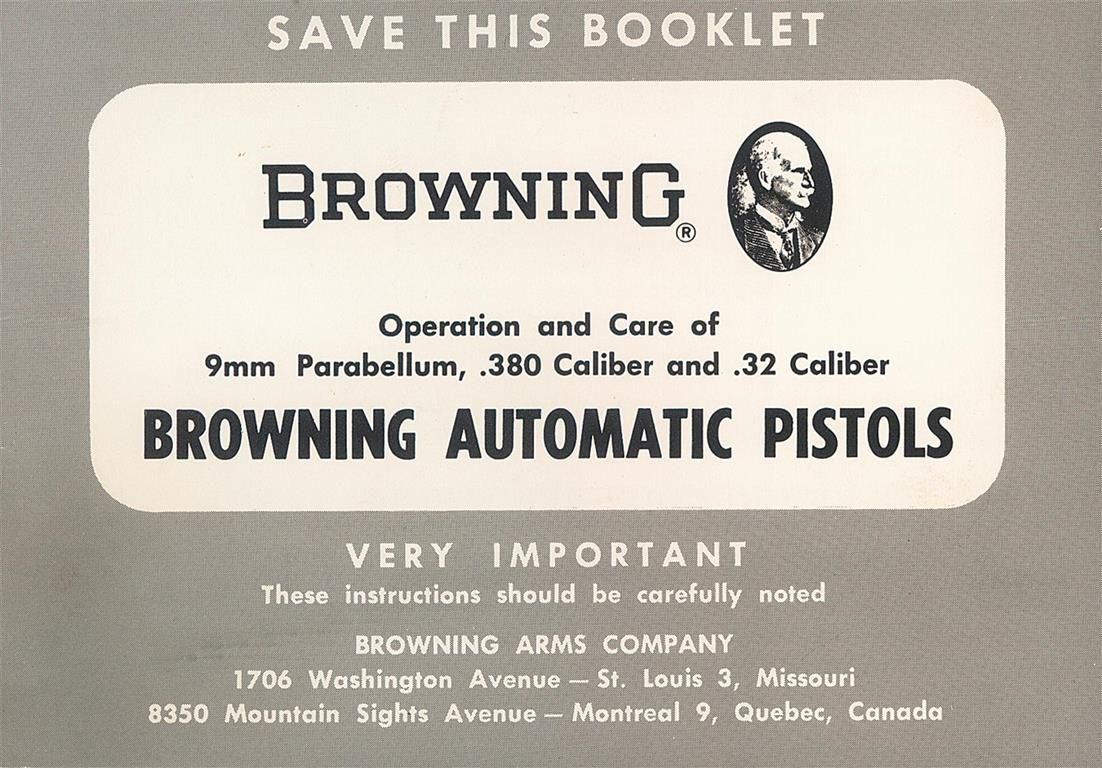 SAVE THIS BOOKLET
BROWNING ®
Operation and Care of
9mm Parabellum, .380 Caliber and .32 Caliber
BROWNING AUTOMATIC PISTOLS
VERY IMPORTANT
These instructions should be carefully noted
BROWNING ARMS COMPANY
1706 Washington Avenue — St. Louis 3, Missouri
8350 Mountain Sights Avenue — Montreal 9, Quebec, Canada